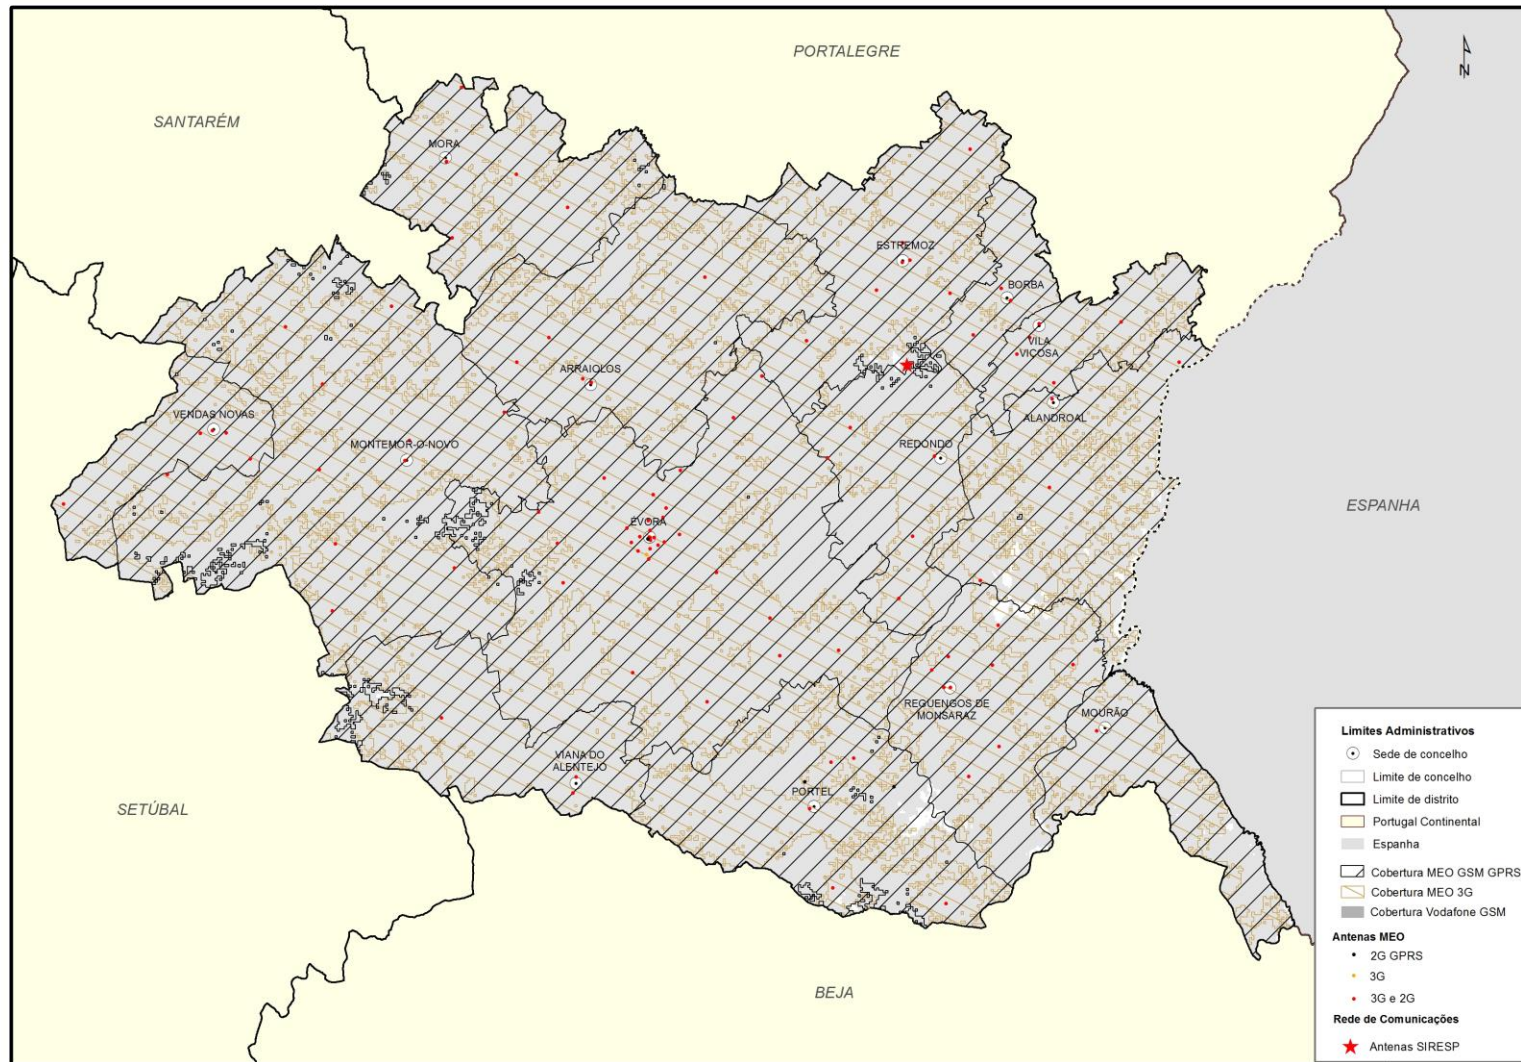 PORTALEGRE
N
SANTARÉM
MORA
ESTREMOZ
BORBA
VILA
VIÇOSA
ARRAIOLOS
ALANDROAL
VENDAS NOVAS
MONTEMOR-O-NOVO
REDONDO
ESPANHA
ÉVORA
REGUENGOS DE
MONSARAZ
MOURÃO
VIANA DO
ALENTEJO
PORTEL
SETÚBAL
BEJA
Limites Administrativos
Sede de concelho
Limite de concelho
Limite de distrito
Portugal Continental
Espanha
Cobertura MEO GSM GPRS
Cobertura MEO 3G
Cobertura Vodafone GSM
Antenas MEO
2G GPRS
3G
3G e 2G
Rede de Comunicações
Antenas SIRESP